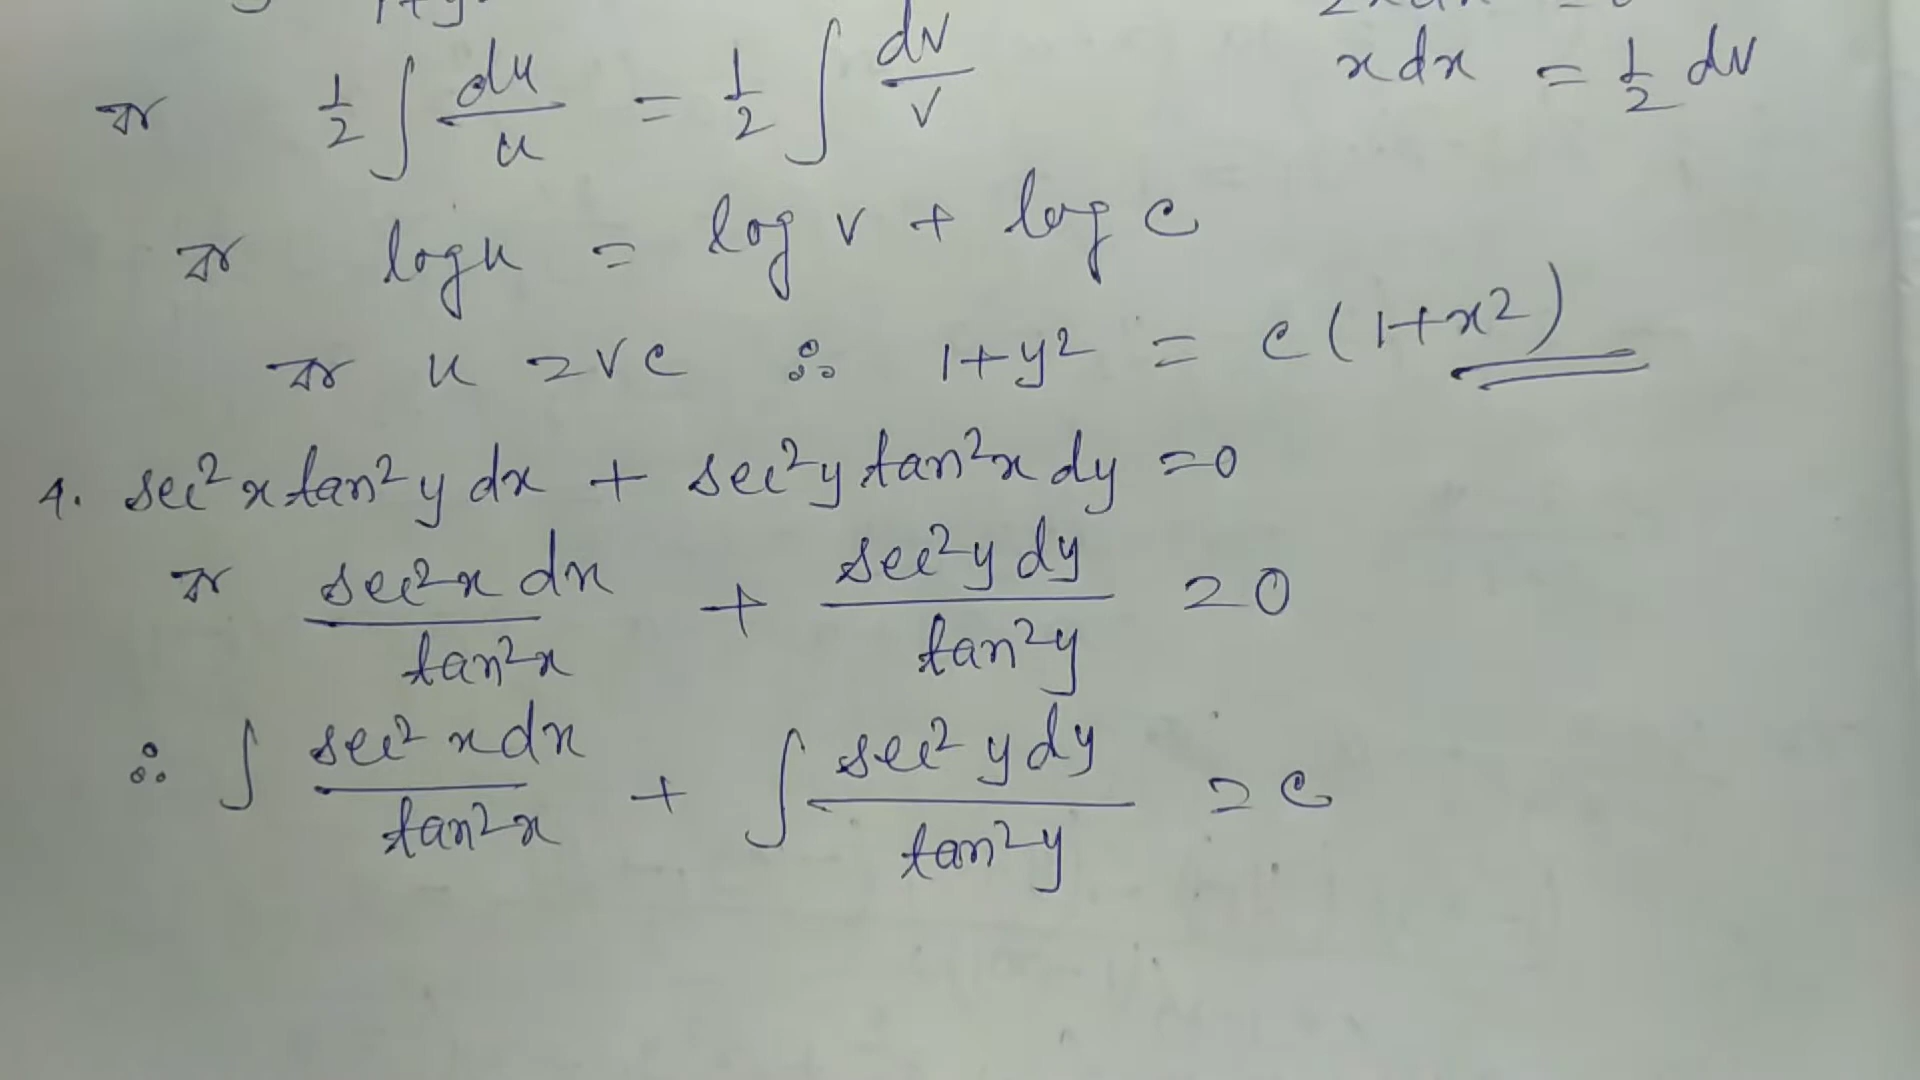 x dx = 1/2 dv
বা 1/2 ∫ du/u = 1/2 ∫ dv/v
বা log u = log v + log c
বা u = vc ∴ 1+y² = c(1+x²)
4. sec²x tan²y dx + sec²y tan²x dy = 0
বা sec²x dx / tan²x + sec²y dy / tan²y = 0
∴ ∫ sec²x dx / tan²x + ∫ sec²y dy / tan²y = c